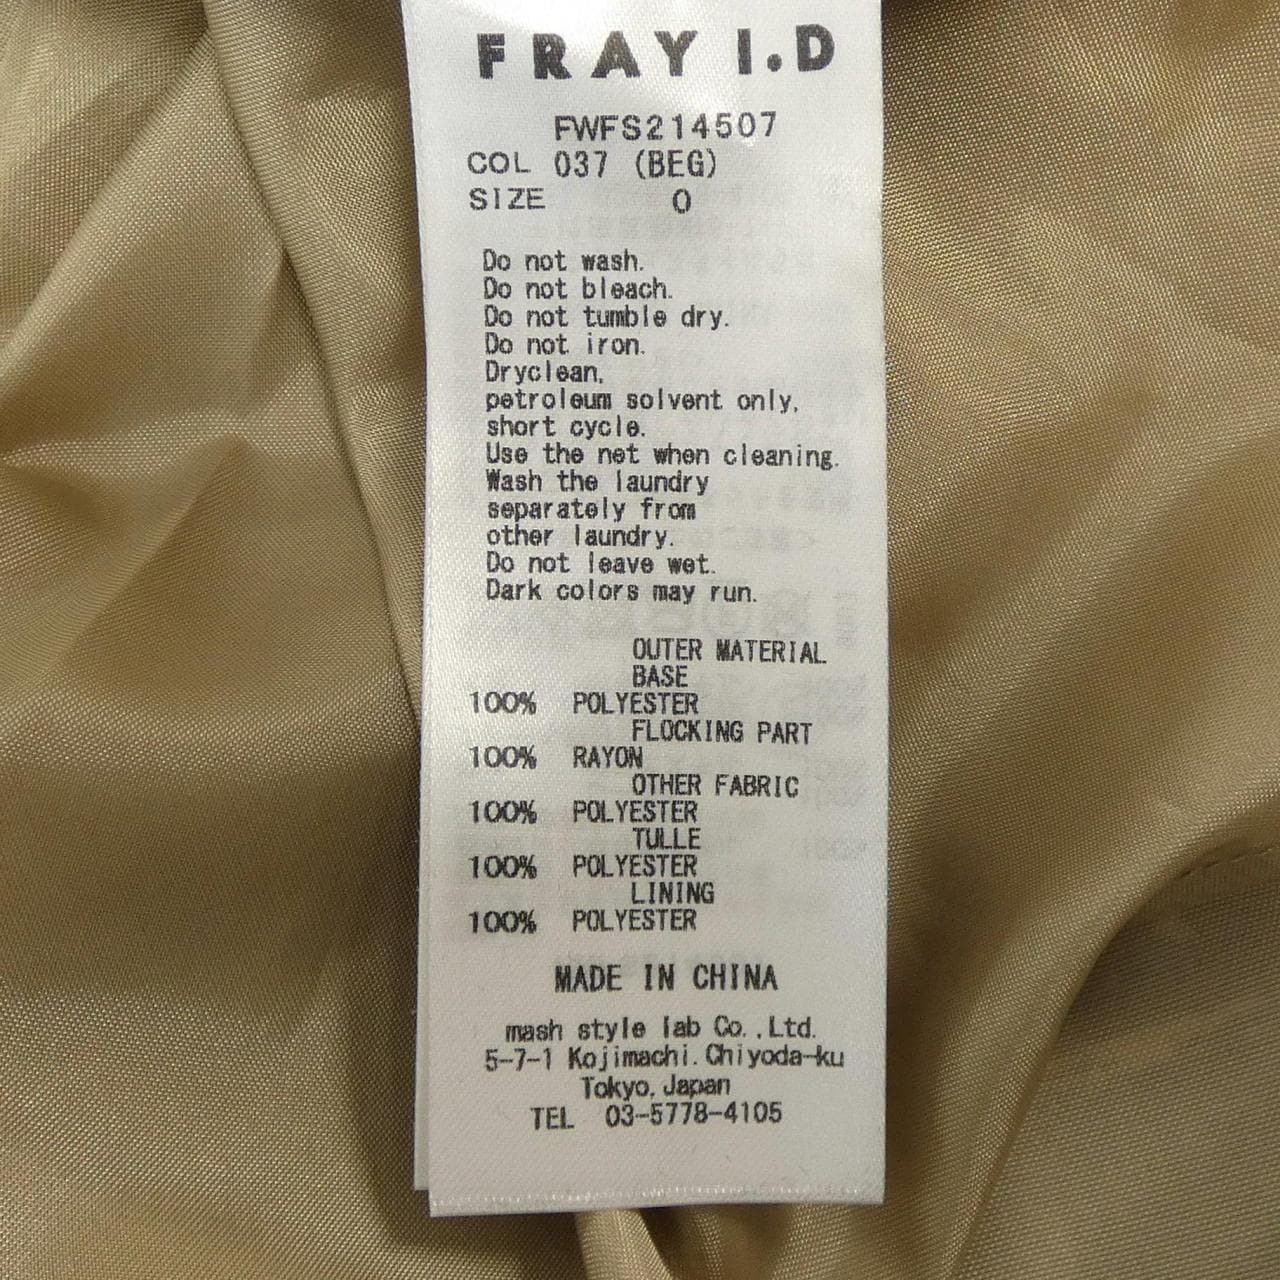 FRAY I.D
FWFS214507
COL 037 (BEG)
SIZE 0
Do not wash.
Do not bleach.
Do not tumble dry.
Do not iron.
Dryclean,
petroleum solvent only,
short cycle.
Use the net when cleaning.
Wash the laundry
separately from
other laundry.
Do not leave wet.
Dark colors may run.
OUTER MATERIAL
BASE
100% POLYESTER
FLOCKING PART
100% RAYON
OTHER FABRIC
100% POLYESTER
TULLE
100% POLYESTER
LINING
100% POLYESTER
MADE IN CHINA
mash style lab Co.,Ltd.
5-7-1 Kojimachi.Chiyoda-ku
Tokyo,Japan
TEL 03-5778-4105